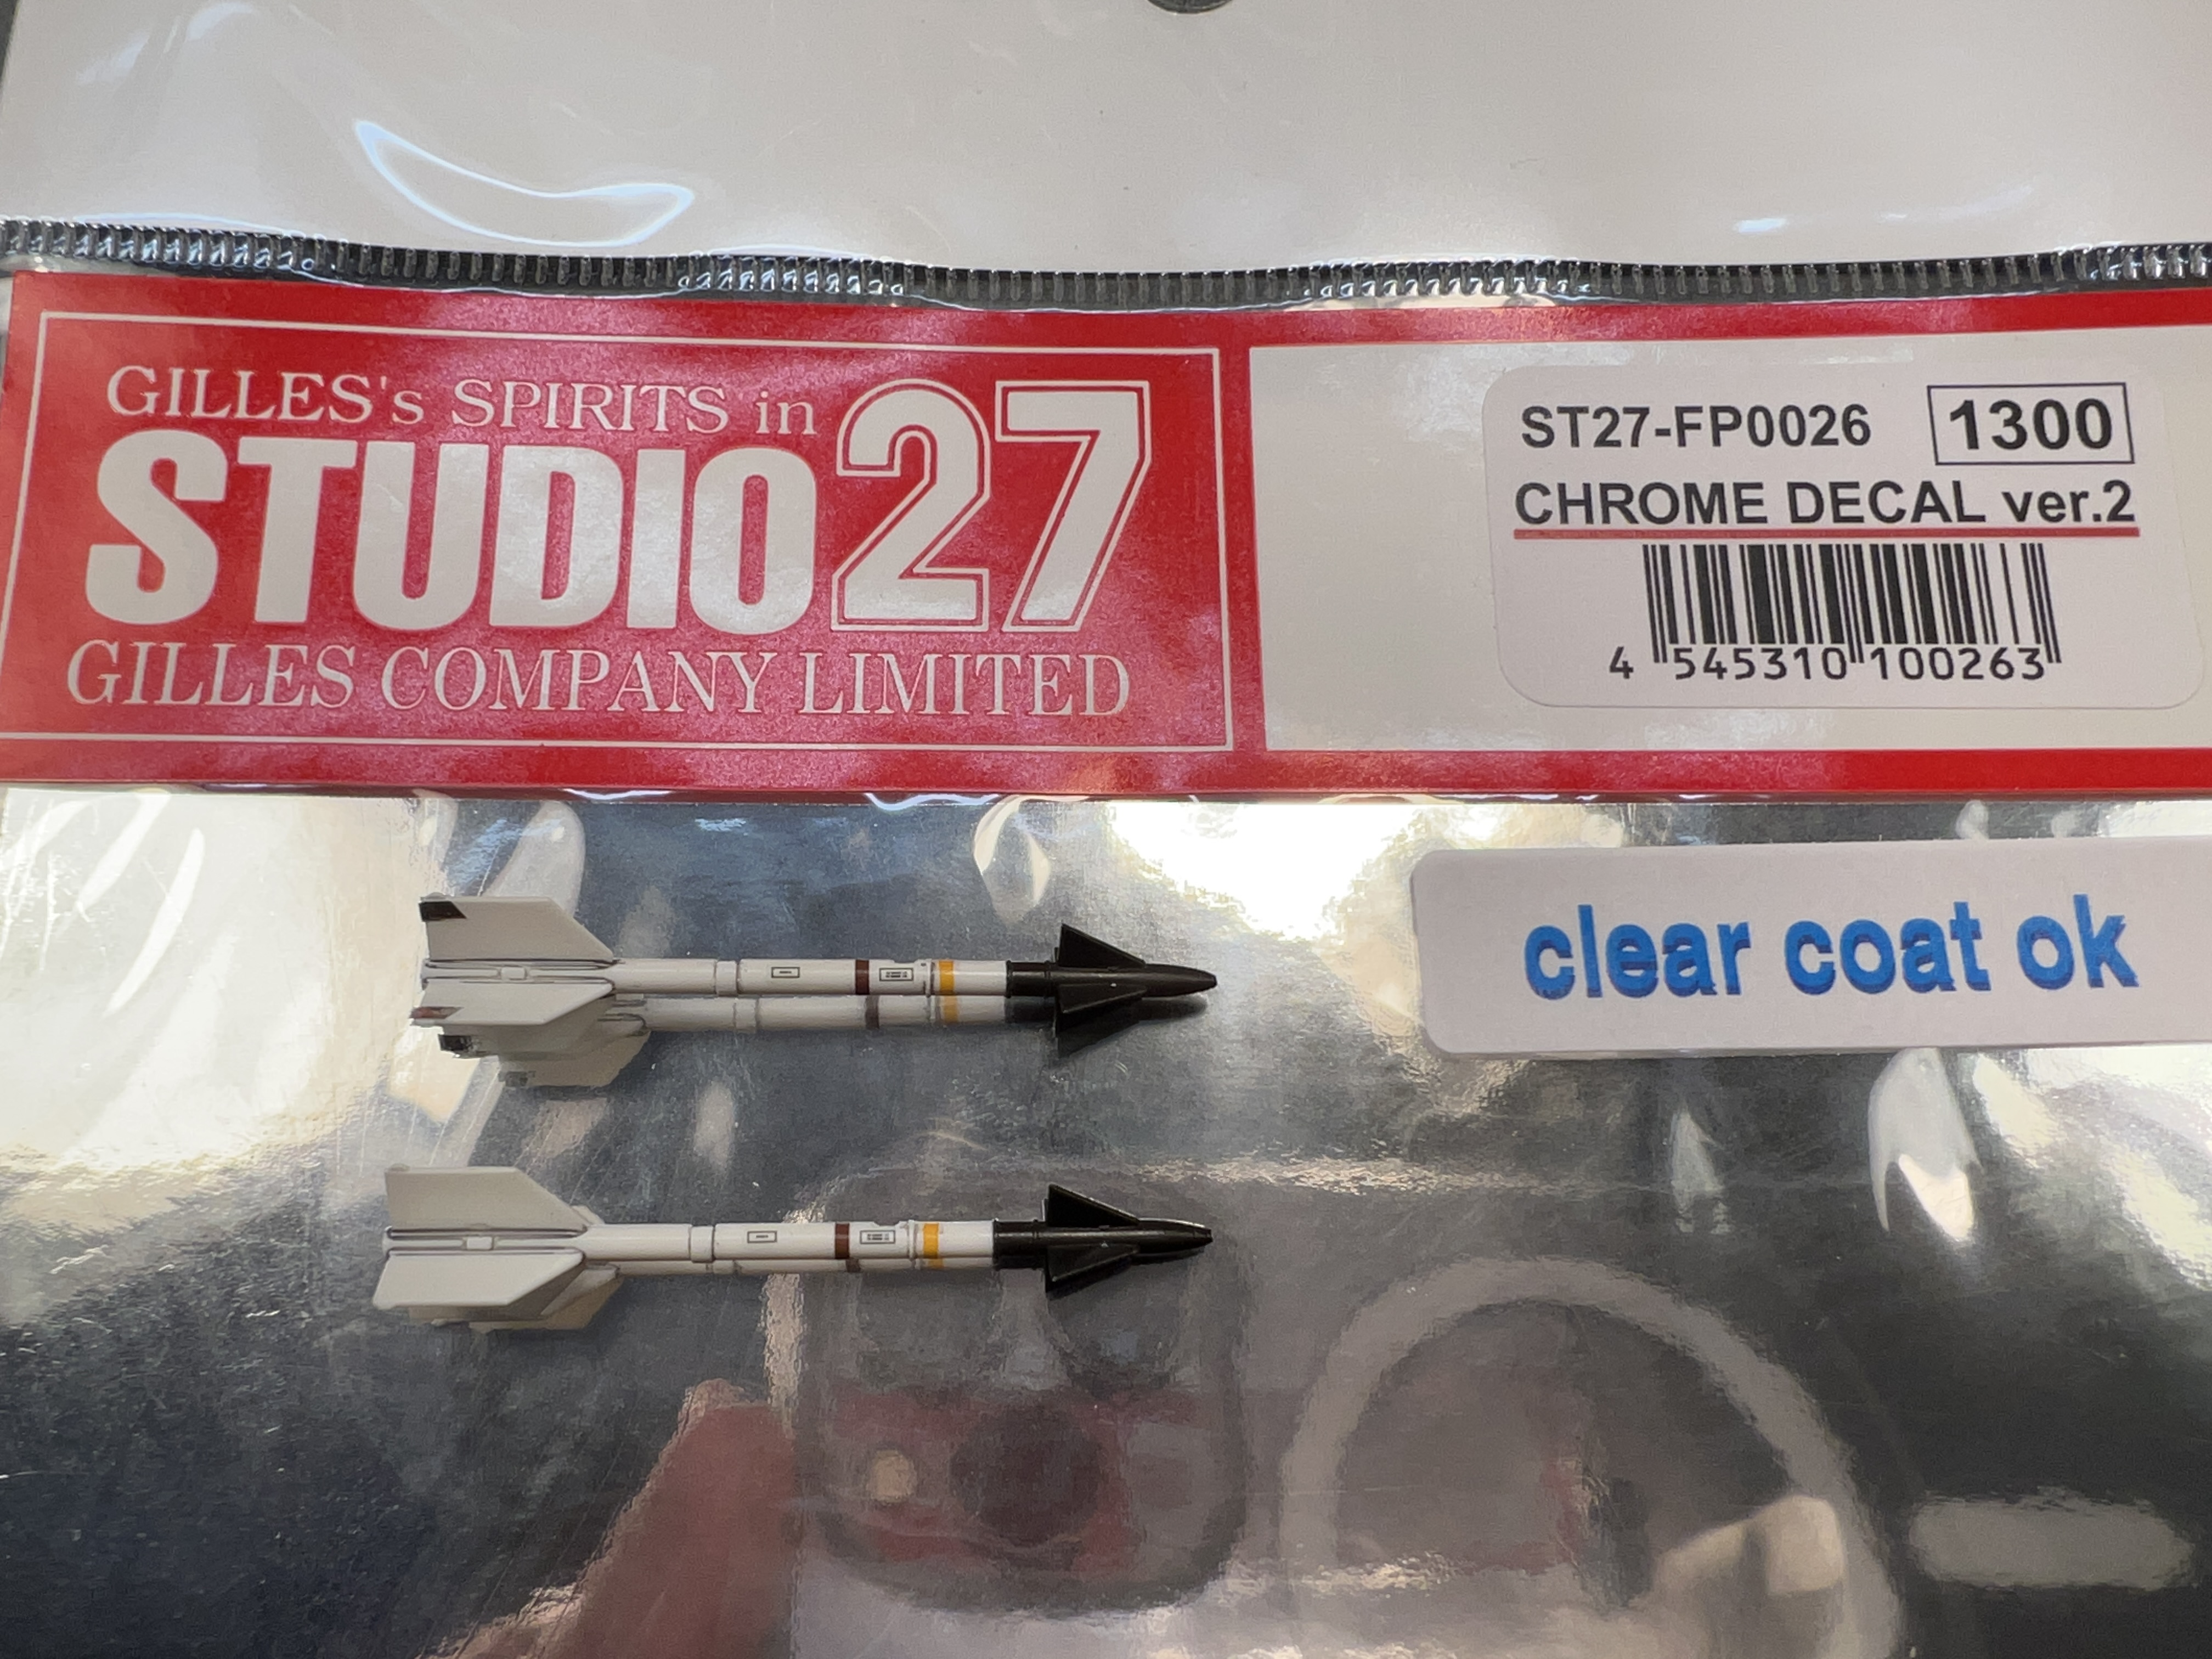 GILLES's SPIRITS in
STUDIO27
GILLES COMPANY LIMITED
ST27-FP0026 1300
CHROME DECAL ver.2
4 545310 100263
clear coat ok